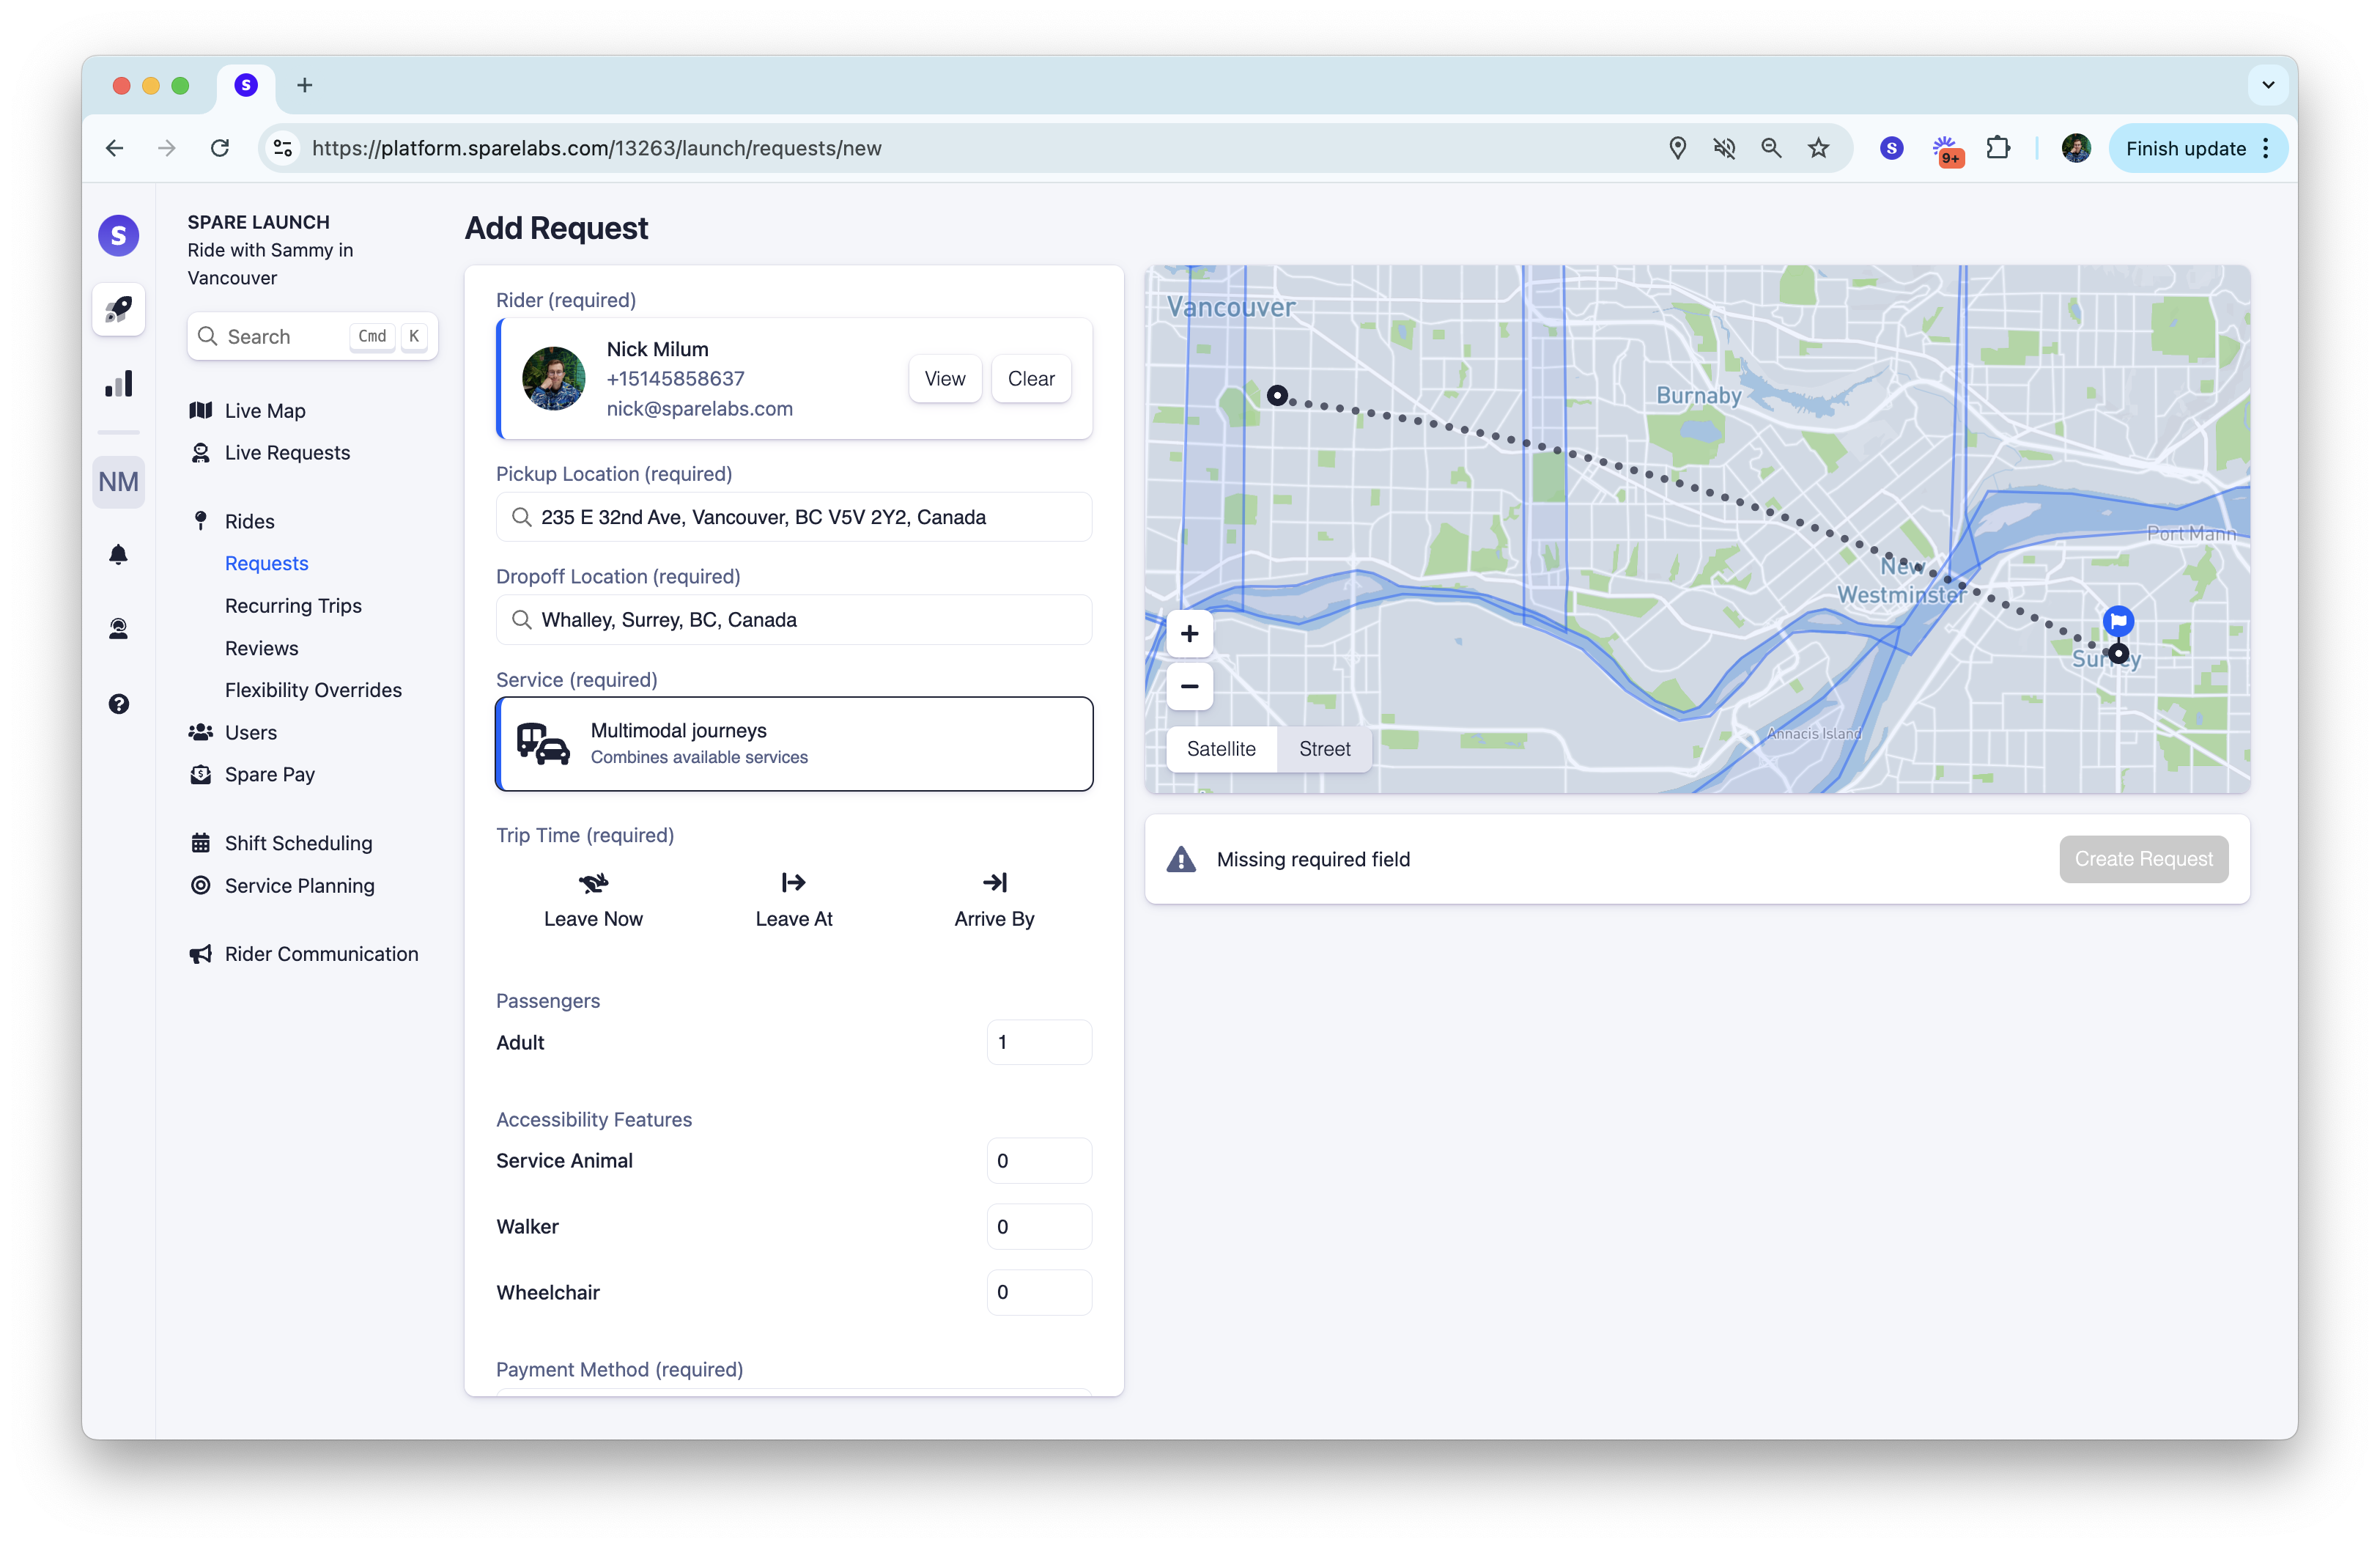 S
https://platform.sparelabs.com/13263/launch/requests/new
S
9+
Finish update
S
NM
SPARE LAUNCH
Ride with Sammy in
Vancouver
Search
Cmd
K
Live Map
Live Requests
Rides
Requests
Recurring Trips
Reviews
Flexibility Overrides
Users
Spare Pay
Shift Scheduling
Service Planning
Rider Communication
Add Request
Rider (required)
Nick Milum
+15145858637
nick@sparelabs.com
View
Clear
Pickup Location (required)
235 E 32nd Ave, Vancouver, BC V5V 2Y2, Canada
Dropoff Location (required)
Whalley, Surrey, BC, Canada
Service (required)
Multimodal journeys
Combines available services
Trip Time (required)
Leave Now
Leave At
Arrive By
Passengers
Adult
1
Accessibility Features
Service Animal
0
Walker
0
Wheelchair
0
Payment Method (required)
Vancouver
Burnaby
Port Mann
New
Westminster
Surrey
Annacis Island
+
−
Satellite
Street
Missing required field
Create Request